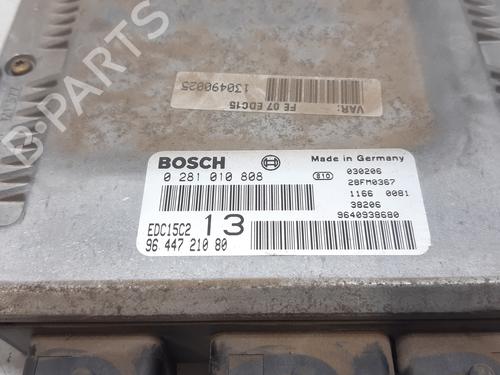 B-PARTS
VAR:
FE 07 EDC15
130490025
BOSCH
Made in Germany
0 281 010 808
810
030206
28FM0367
1166 0081
38206
EDC15C2 13
9640938680
96 447 210 80